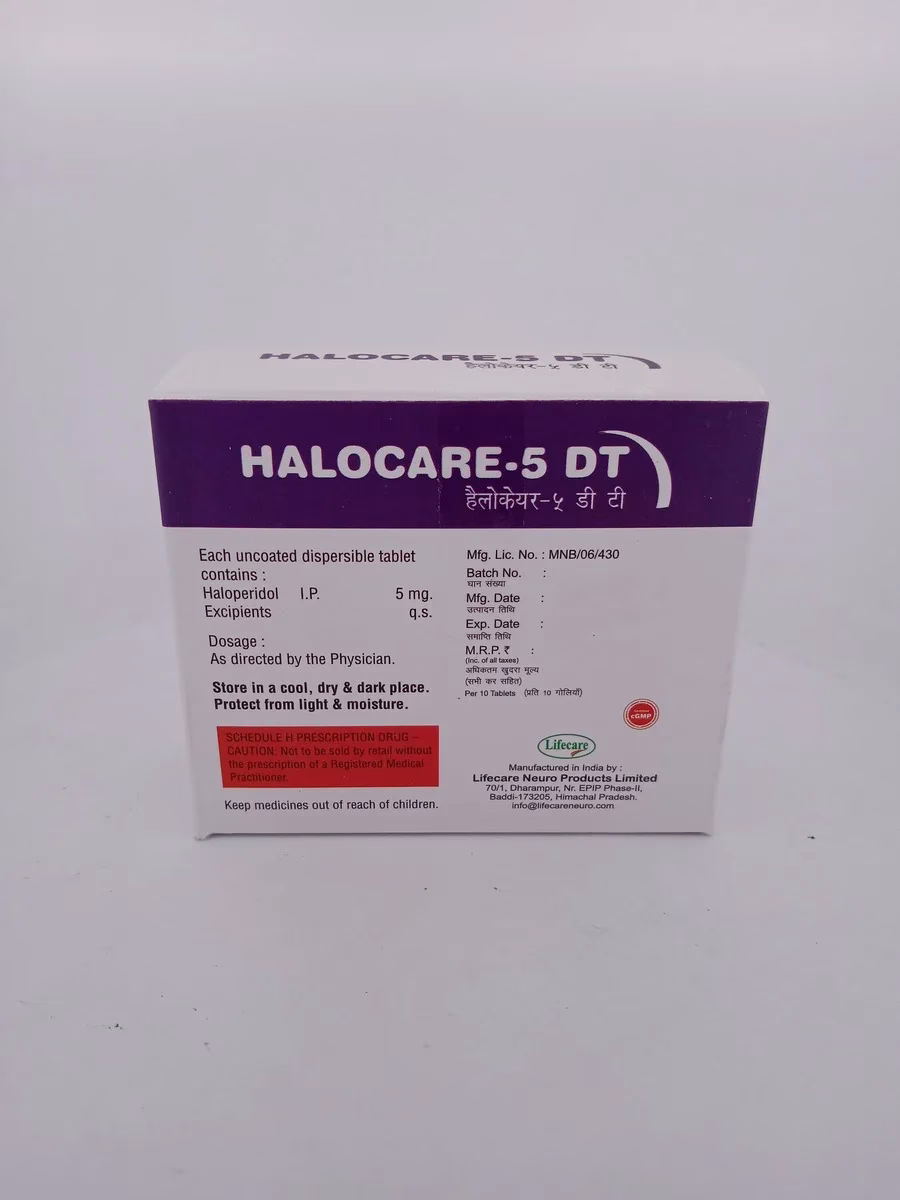 HALOCARE-5 DT
हैलोकेयर-५ डी टी
HALOCARE-5 DT
हैलोकेयर-५ डी टी
Each uncoated dispersible tablet
contains :
Haloperidol I.P. 5 mg.
Excipients q.s.
Dosage :
As directed by the Physician.
Store in a cool, dry & dark place.
Protect from light & moisture.
SCHEDULE H PRESCRIPTION DRUG –
CAUTION: Not to be sold by retail without
the prescription of a Registered Medical
Practitioner.
Keep medicines out of reach of children.
Mfg. Lic. No. : MNB/06/430
Batch No. :
घान संख्या
Mfg. Date :
उत्पादन तिथि
Exp. Date :
समाप्ति तिथि
M.R.P. ₹ :
(Inc. of all taxes)
अधिकतम खुदरा मूल्य
(सभी कर सहित)
Per 10 Tablets (प्रति 10 गोलियाँ)
cGMP
Lifecare
Manufactured in India by :
Lifecare Neuro Products Limited
70/1, Dharampur, Nr. EPIP Phase-II,
Baddi-173205, Himachal Pradesh.
info@lifecareneuro.com